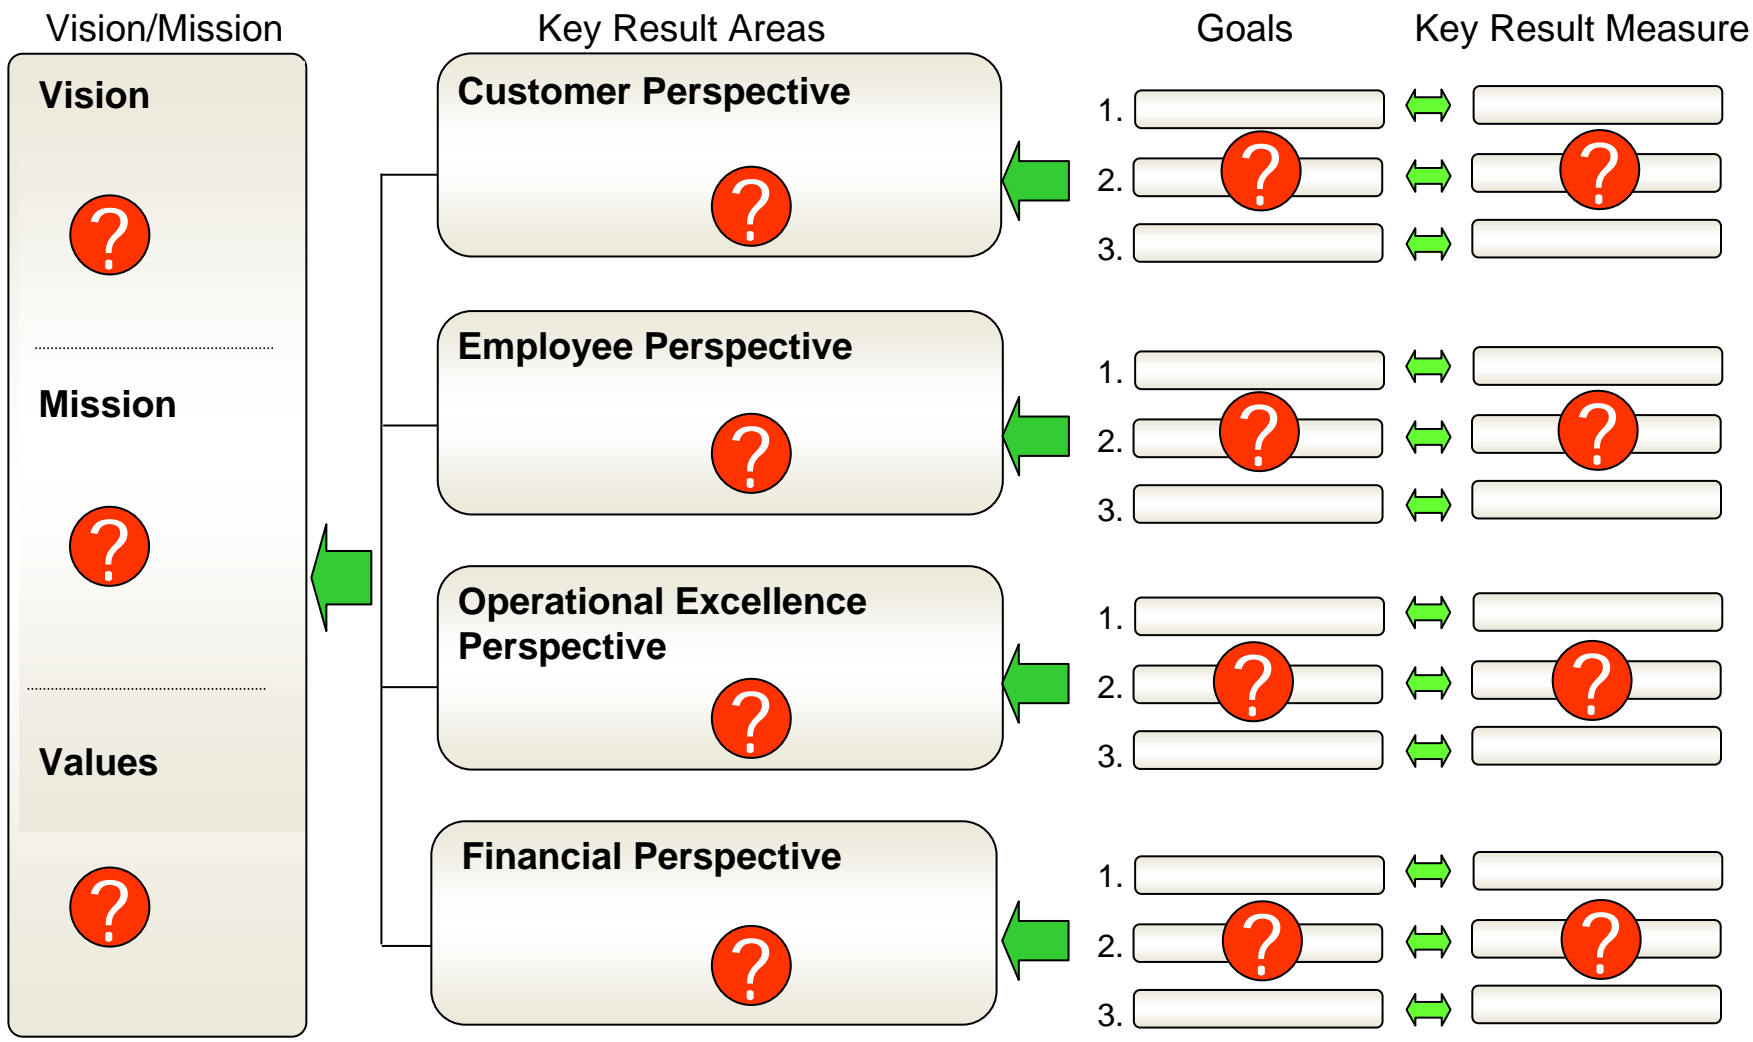 Vision/Mission
Key Result Areas
Goals
Key Result Measure
Vision
?
Mission
?
Values
?
Customer Perspective
?
1.
2. ? ?
3.
Employee Perspective
?
1.
2. ? ?
3.
Operational Excellence
Perspective
?
1.
2. ? ?
3.
Financial Perspective
?
1.
2. ? ?
3.